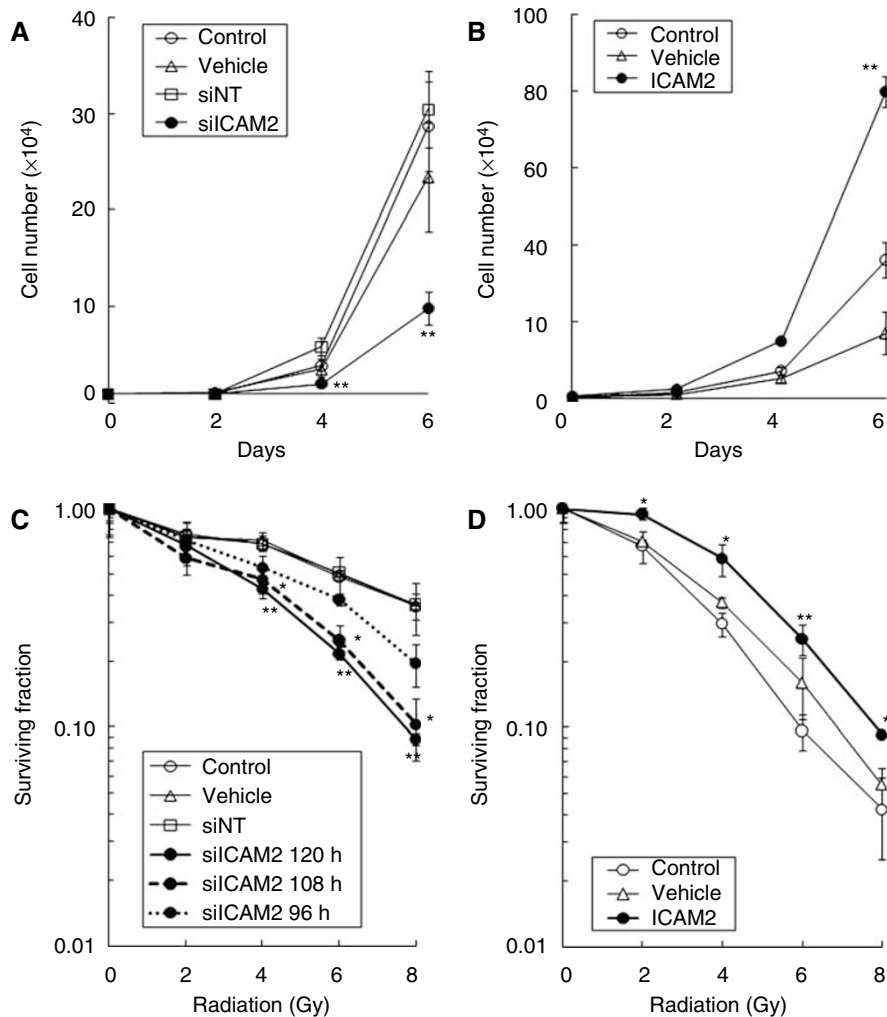 A
Cell number (×10⁴)
40
30
20
10
0
Control
Vehicle
siNT
siICAM2
**
**
0 2 4 6
Days
B
Cell number (×10⁴)
100
80
60
40
10
0
Control
Vehicle
ICAM2
**
0 2 4 6
Days
C
Surviving fraction
1.00
0.10
0.01
*
**
*
**
*
**
Control
Vehicle
siNT
siICAM2 120 h
siICAM2 108 h
siICAM2 96 h
0 2 4 6 8
Radiation (Gy)
D
Surviving fraction
1.00
0.10
0.01
*
*
**
*
Control
Vehicle
ICAM2
0 2 4 6 8
Radiation (Gy)